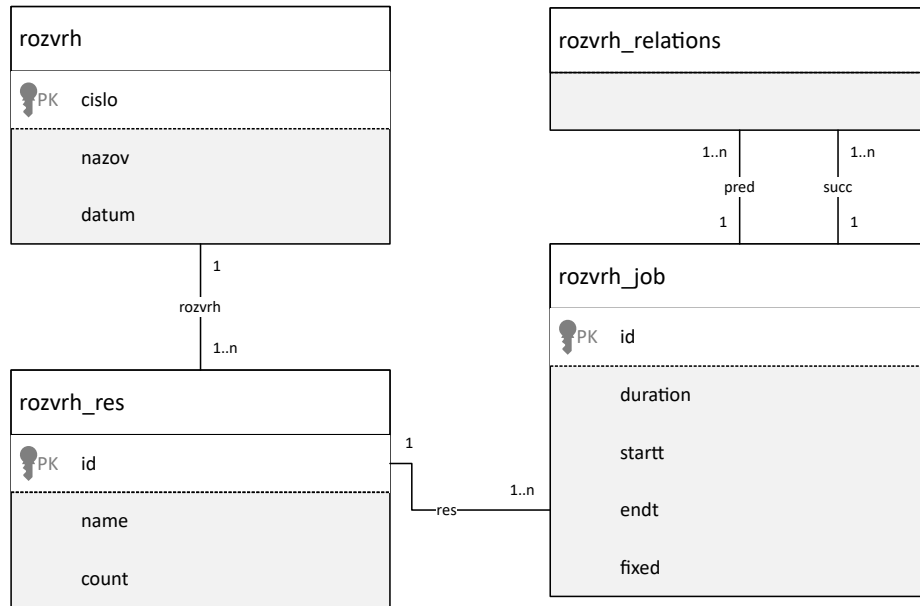 rozvrh
PK cislo
nazov
datum
1
rozvrh
1..n
rozvrh_res
PK id
name
count
1
res
1..n
rozvrh_relations
1..n 1..n
pred succ
1 1
rozvrh_job
PK id
duration
startt
endt
fixed